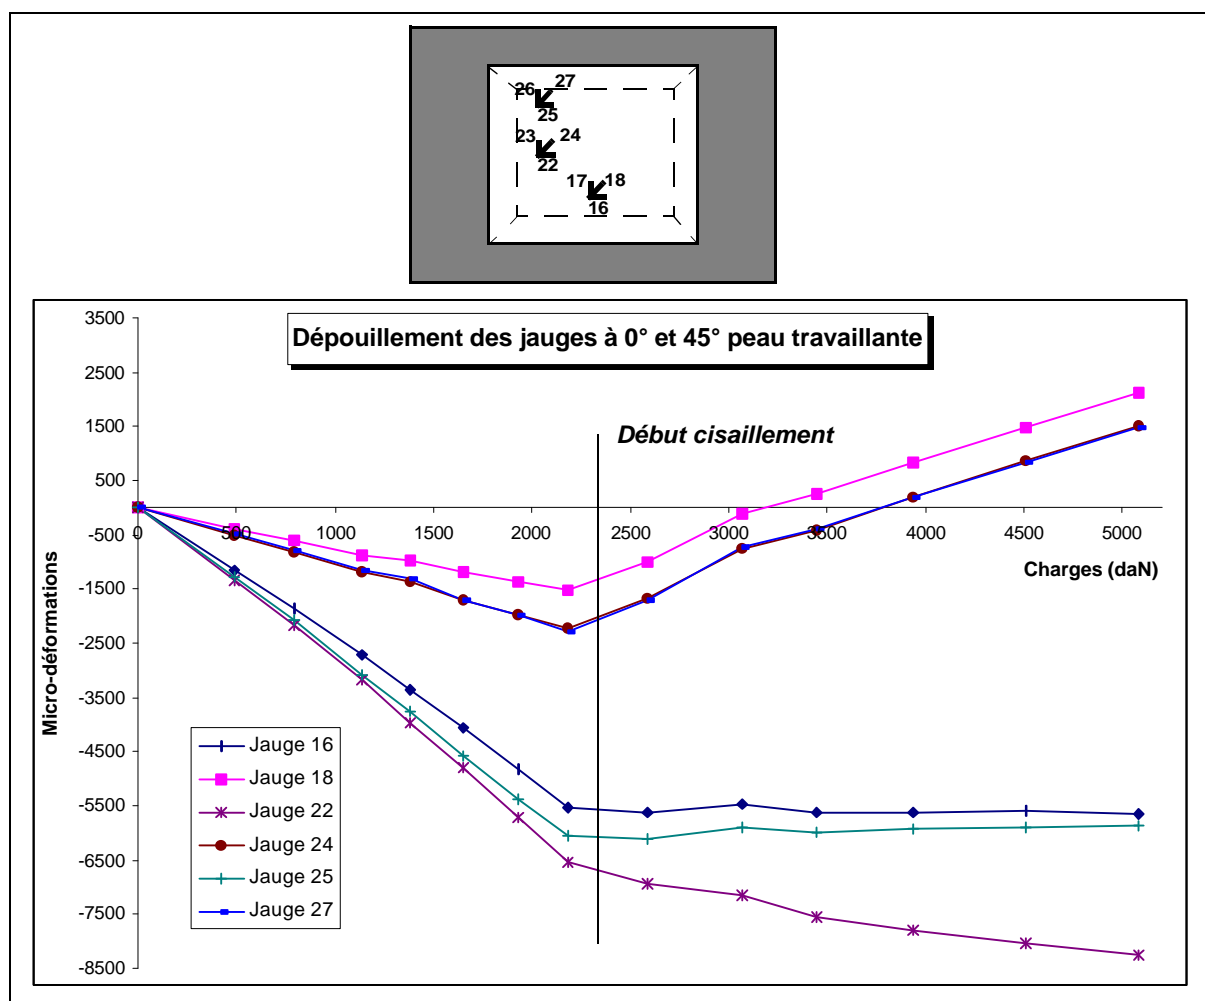 26 27
25
23 24
22
17 18
16
Dépouillement des jauges à 0° et 45° peau travaillante
Début cisaillement
3500
2500
1500
500
-500
-1500
-2500
-3500
-4500
-5500
-6500
-7500
-8500
0 500 1000 1500 2000 2500 3000 3500 4000 4500 5000
Charges (daN)
Micro-déformations
Jauge 16
Jauge 18
Jauge 22
Jauge 24
Jauge 25
Jauge 27